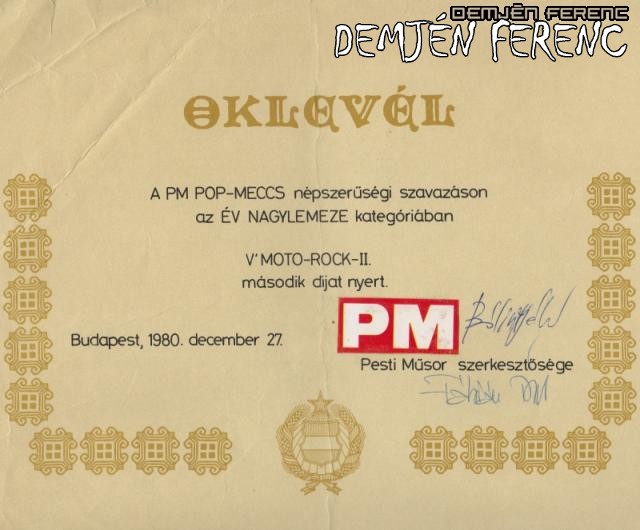 DEMJÉN FERENC
DEMJÉN FERENC
OKLEVÉL
A PM POP-MECCS népszerűségi szavazáson
az ÉV NAGYLEMEZE kategóriában
V'MOTO-ROCK-II.
második díjat nyert.
PM
Budapest, 1980. december 27.
Pesti Műsor szerkesztősége